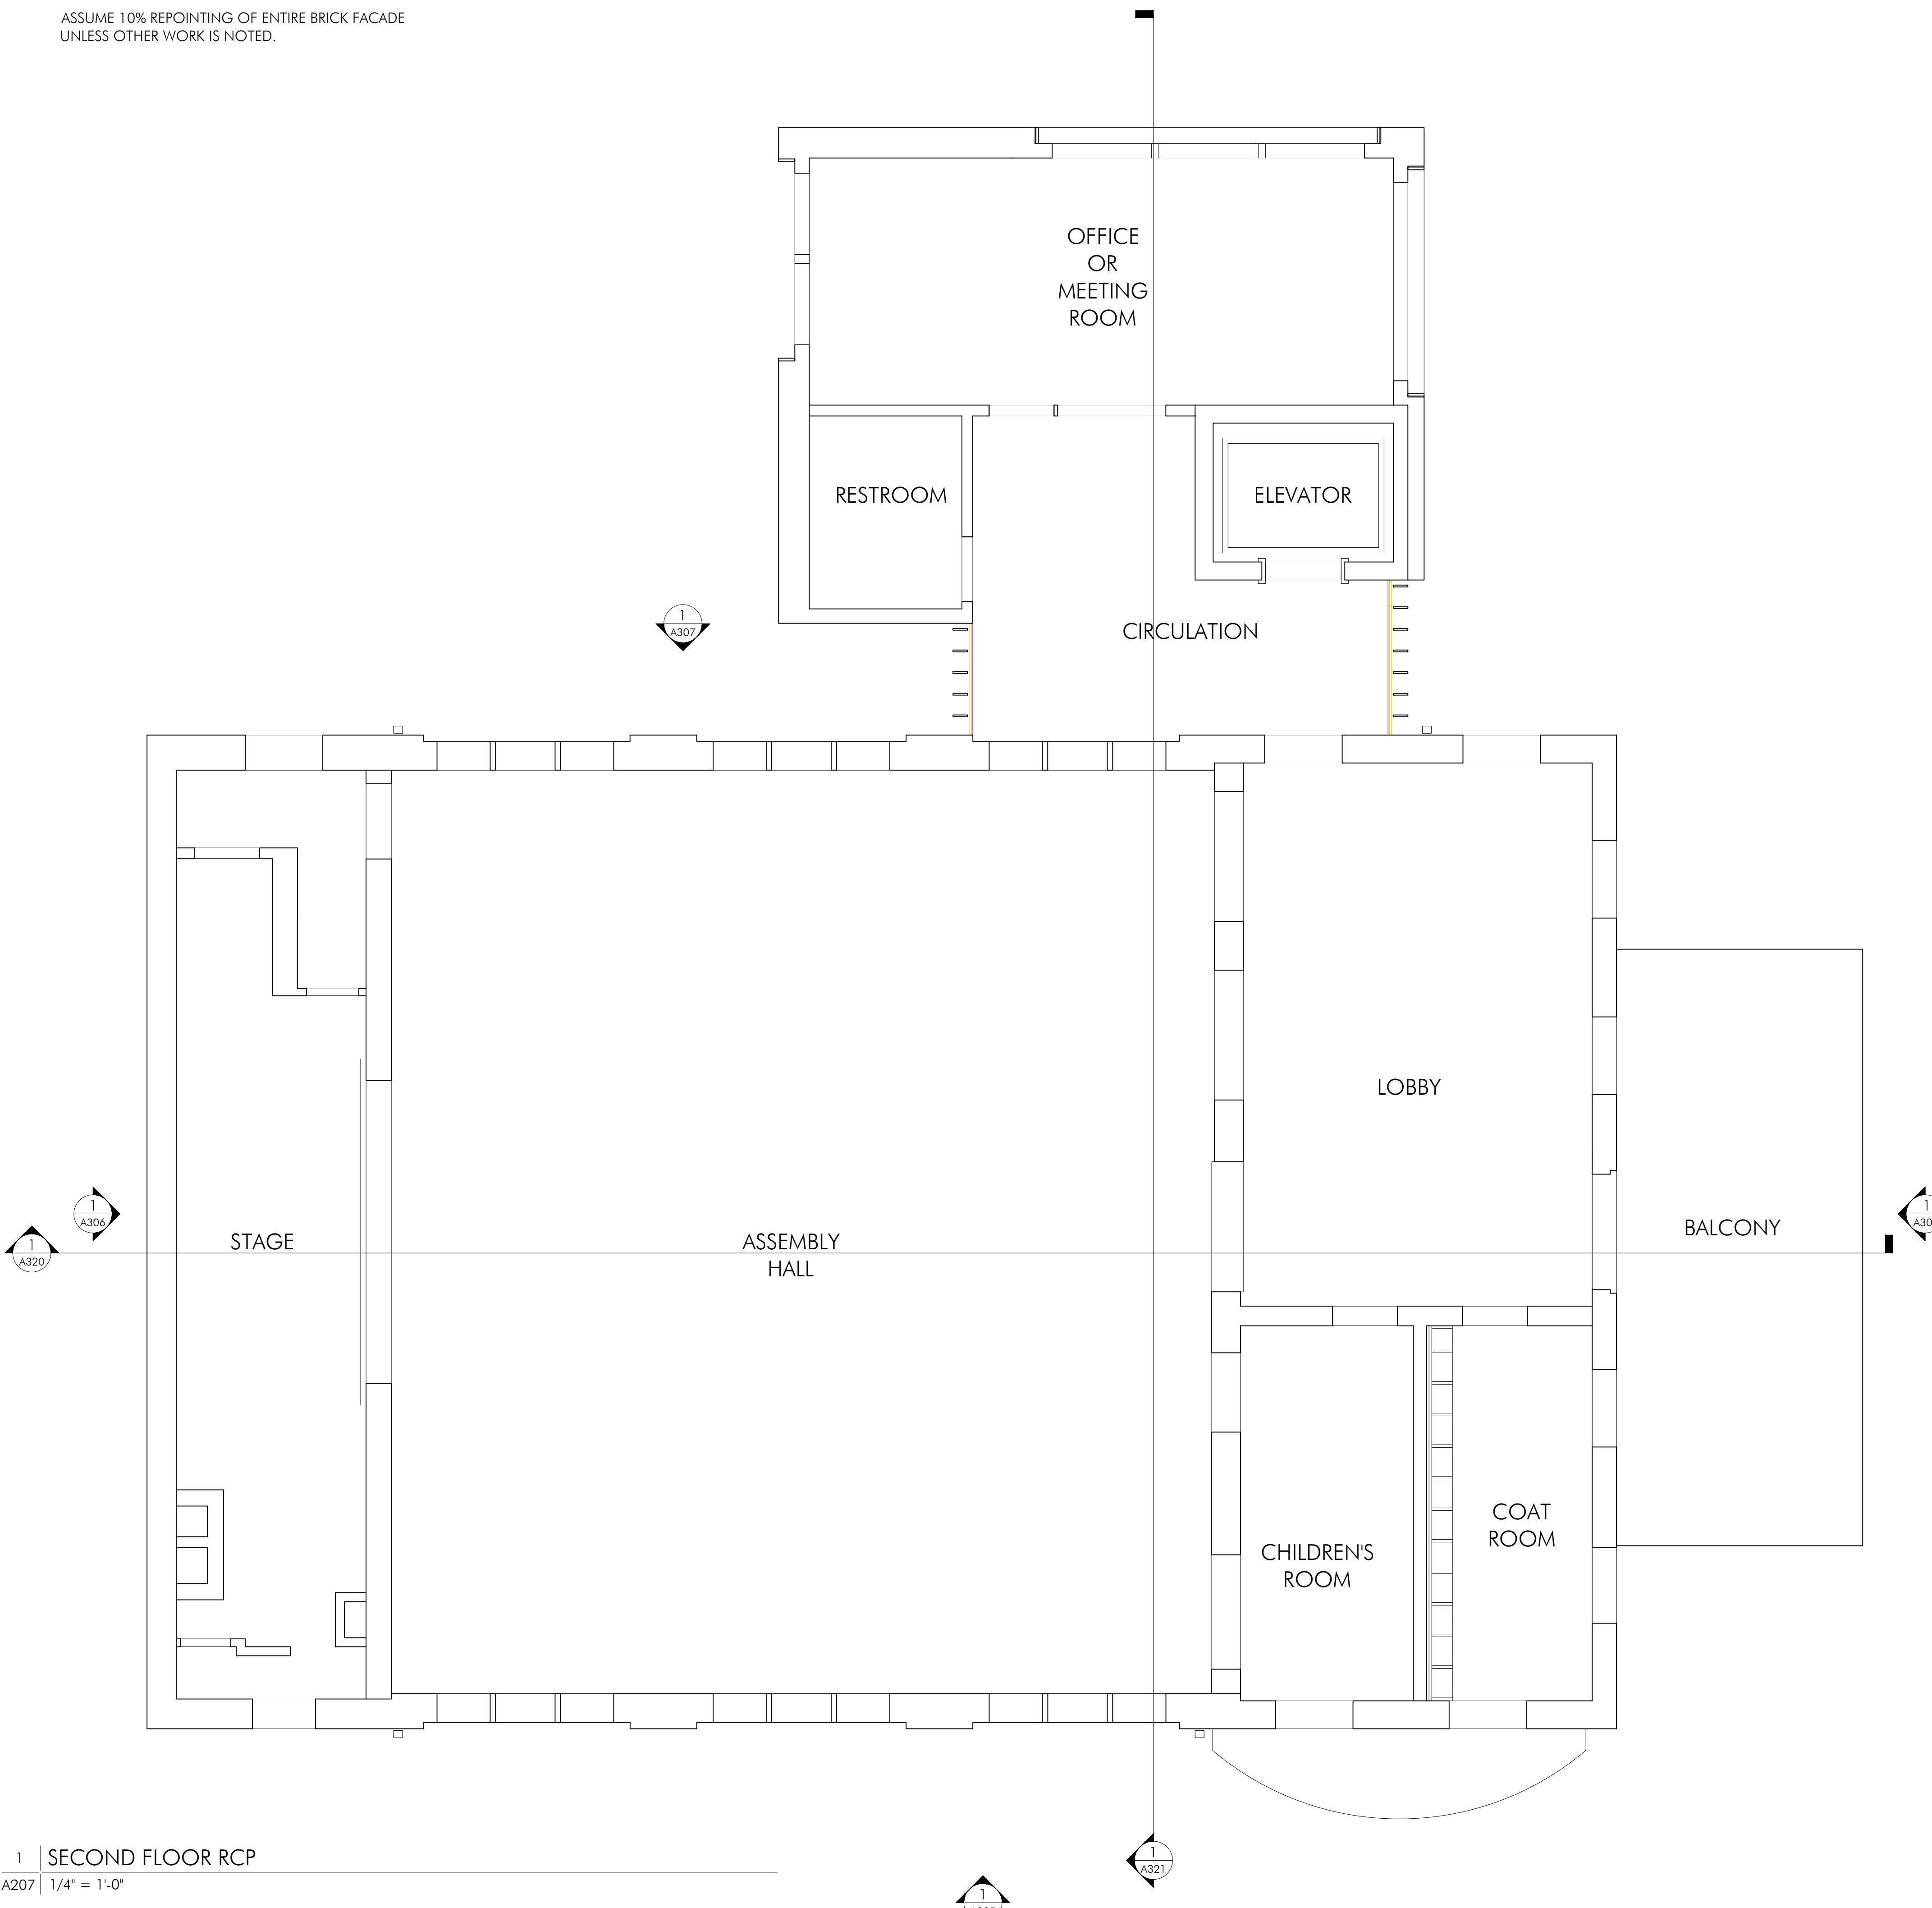 ASSUME 10% REPOINTING OF ENTIRE BRICK FACADE
UNLESS OTHER WORK IS NOTED.
OFFICE
OR
MEETING
ROOM
RESTROOM
ELEVATOR
1
A307
CIRCULATION
LOBBY
1
A306
1
A320
STAGE
ASSEMBLY
HALL
BALCONY
1
COAT
ROOM
CHILDREN'S
ROOM
1
SECOND FLOOR RCP
A207
1/4" = 1'-0"
1
A321
1